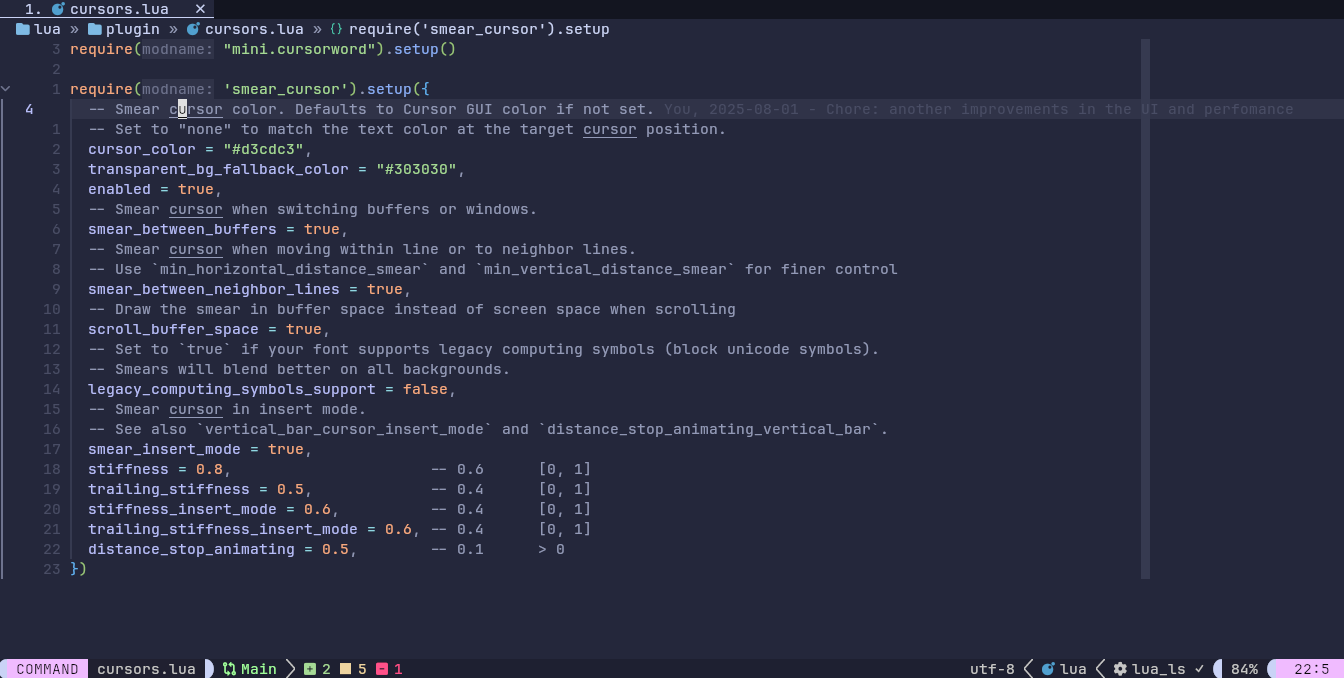 1. cursors.lua ✕
lua » plugin » cursors.lua » {} require('smear_cursor').setup
3 require(modname: "mini.cursorword").setup()
2
1 require(modname: 'smear_cursor').setup({
4 -- Smear cursor color. Defaults to Cursor GUI color if not set. You, 2025-08-01 - Chore: another improvements in the UI and perfomance
1 -- Set to "none" to match the text color at the target cursor position.
2 cursor_color = "#d3cdc3",
3 transparent_bg_fallback_color = "#303030",
4 enabled = true,
5 -- Smear cursor when switching buffers or windows.
6 smear_between_buffers = true,
7 -- Smear cursor when moving within line or to neighbor lines.
8 -- Use `min_horizontal_distance_smear` and `min_vertical_distance_smear` for finer control
9 smear_between_neighbor_lines = true,
10 -- Draw the smear in buffer space instead of screen space when scrolling
11 scroll_buffer_space = true,
12 -- Set to `true` if your font supports legacy computing symbols (block unicode symbols).
13 -- Smears will blend better on all backgrounds.
14 legacy_computing_symbols_support = false,
15 -- Smear cursor in insert mode.
16 -- See also `vertical_bar_cursor_insert_mode` and `distance_stop_animating_vertical_bar`.
17 smear_insert_mode = true,
18 stiffness = 0.8, -- 0.6 [0, 1]
19 trailing_stiffness = 0.5, -- 0.4 [0, 1]
20 stiffness_insert_mode = 0.6, -- 0.4 [0, 1]
21 trailing_stiffness_insert_mode = 0.6, -- 0.4 [0, 1]
22 distance_stop_animating = 0.5, -- 0.1 > 0
23 })
COMMAND cursors.lua Main 2 5 1 utf-8 lua lua_ls ✓ 84% 22:5